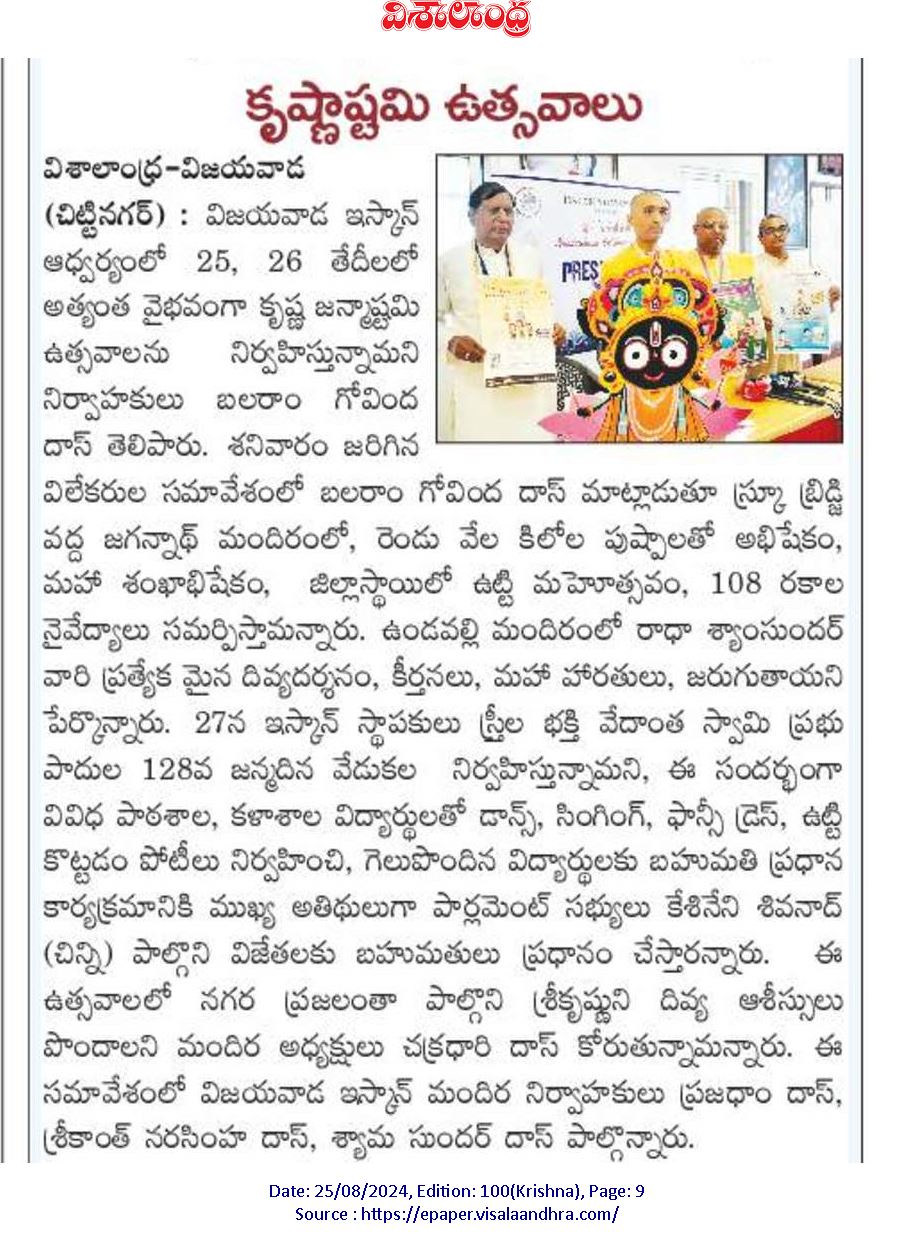 విశాలాంధ్ర
కృష్ణాష్టమి ఉత్సవాలు
విశాలాంధ్ర-విజయవాడ
(చిట్టినగర్) : విజయవాడ ఇస్కాన్
ఆధ్వర్యంలో 25, 26 తేదీలలో
అత్యంత వైభవంగా కృష్ణ జన్మాష్టమి
ఉత్సవాలను నిర్వహిస్తున్నామని
నిర్వాహకులు బలరాం గోవింద
దాస్ తెలిపారు. శనివారం జరిగిన
PRES
విలేకరుల సమావేశంలో బలరాం గోవింద దాస్ మాట్లాడుతూ స్క్రూ బ్రిడ్జి
వద్ద జగన్నాథ్ మందిరంలో, రెండు వేల కిలోల పుష్పాలతో అభిషేకం,
మహా శంఖాభిషేకం, జిల్లాస్థాయిలో ఉట్టి మహెూత్సవం, 108 రకాల
నైవేద్యాలు సమర్పిస్తామన్నారు. ఉండవల్లి మందిరంలో రాధా శ్యాంసుందర్
వారి ప్రత్యేక మైన దివ్యదర్శనం, కీర్తనలు, మహా హారతులు, జరుగుతాయని
పేర్కొన్నారు. 27న ఇస్కాన్ స్థాపకులు స్త్రీల భక్తి వేదాంత స్వామి ప్రభు
పాదుల 128వ జన్మదిన వేడుకల నిర్వహిస్తున్నామని, ఈ సందర్భంగా
వివిధ పాఠశాల, కళాశాల విద్యార్థులతో డాన్స్, సింగింగ్, ఫాన్సీ డ్రెస్, ఉట్టి
కొట్టడం పోటీలు నిర్వహించి, గెలుపొందిన విద్యార్థులకు బహుమతి ప్రధాన
కార్యక్రమానికి ముఖ్య అతిథులుగా పార్లమెంట్ సభ్యులు కేశినేని శివనాద్
(చిన్ని) పాల్గొని విజేతలకు బహుమతులు ప్రధానం చేస్తారన్నారు. ఈ
ఉత్సవాలలో నగర ప్రజలంతా పాల్గొని శ్రీకృష్ణుని దివ్య ఆశీస్సులు
పొందాలని మందిర అధ్యక్షులు చక్రధారి దాస్ కోరుతున్నామన్నారు. ఈ
సమావేశంలో విజయవాడ ఇస్కాన్ మందిర నిర్వాహకులు ప్రజధాం దాస్,
శ్రీకాంత్ నరసింహ దాస్, శ్యామ సుందర్ దాస్ పాల్గొన్నారు.
Date: 25/08/2024, Edition: 100(Krishna), Page: 9
Source : https://epaper.visalaandhra.com/